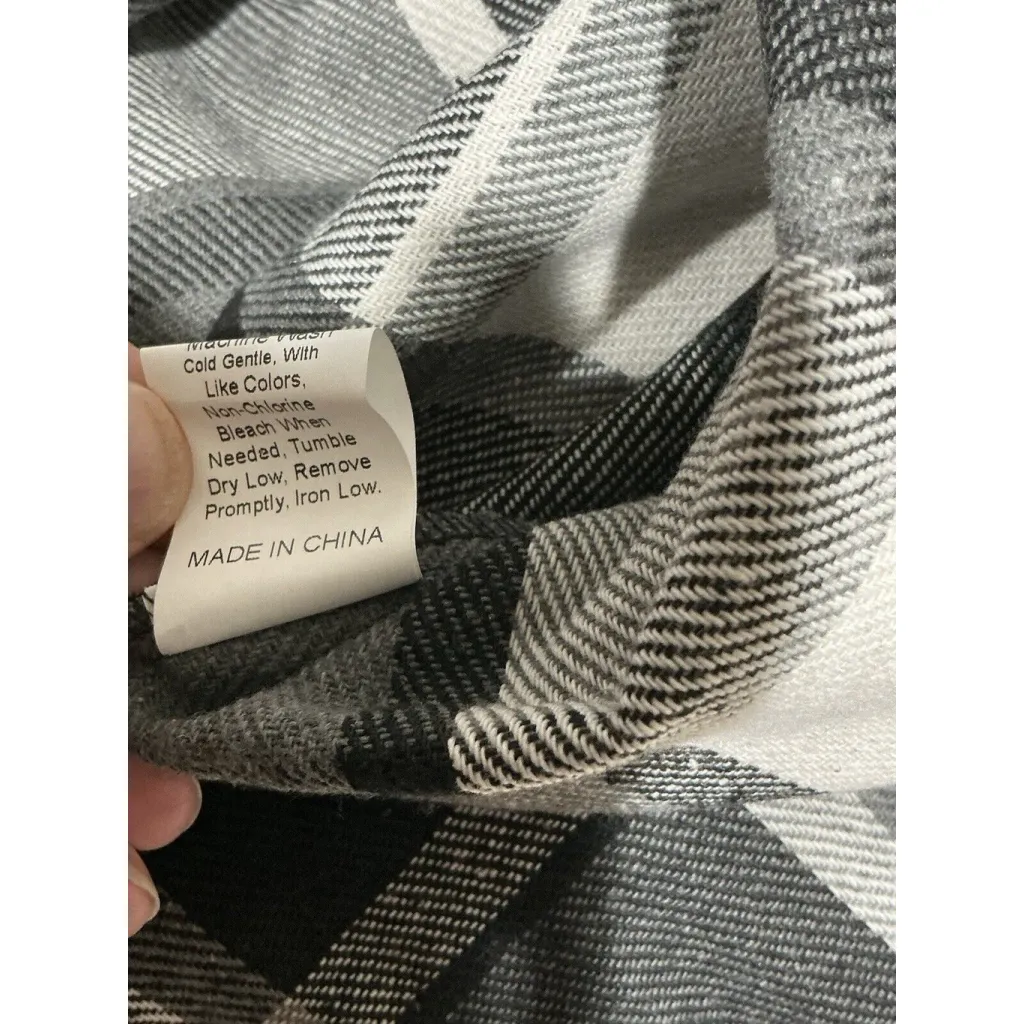 Machine Wash
Cold Gentle, With
Like Colors,
Non-Chlorine
Bleach When
Needed, Tumble
Dry Low, Remove
Promptly, Iron Low.
MADE IN CHINA